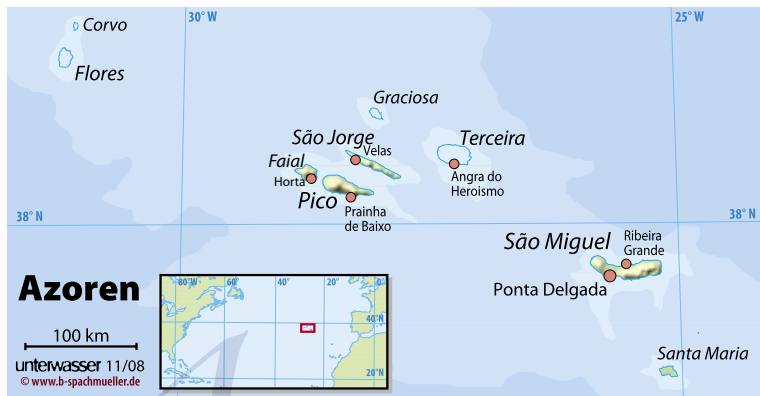 30° W
25° W
Corvo
Flores
Graciosa
São Jorge
Terceira
Velas
Faial
Horta
Angra do
Heroismo
Pico
Prainha
de Baixo
38° N
38° N
São Miguel
Ribeira
Grande
Ponta Delgada
Azoren
80° W
60°
40°
20°
0°
40°N
20°N
100 km
unterwasser 11/08
© www.b-spachmueller.de
Santa Maria